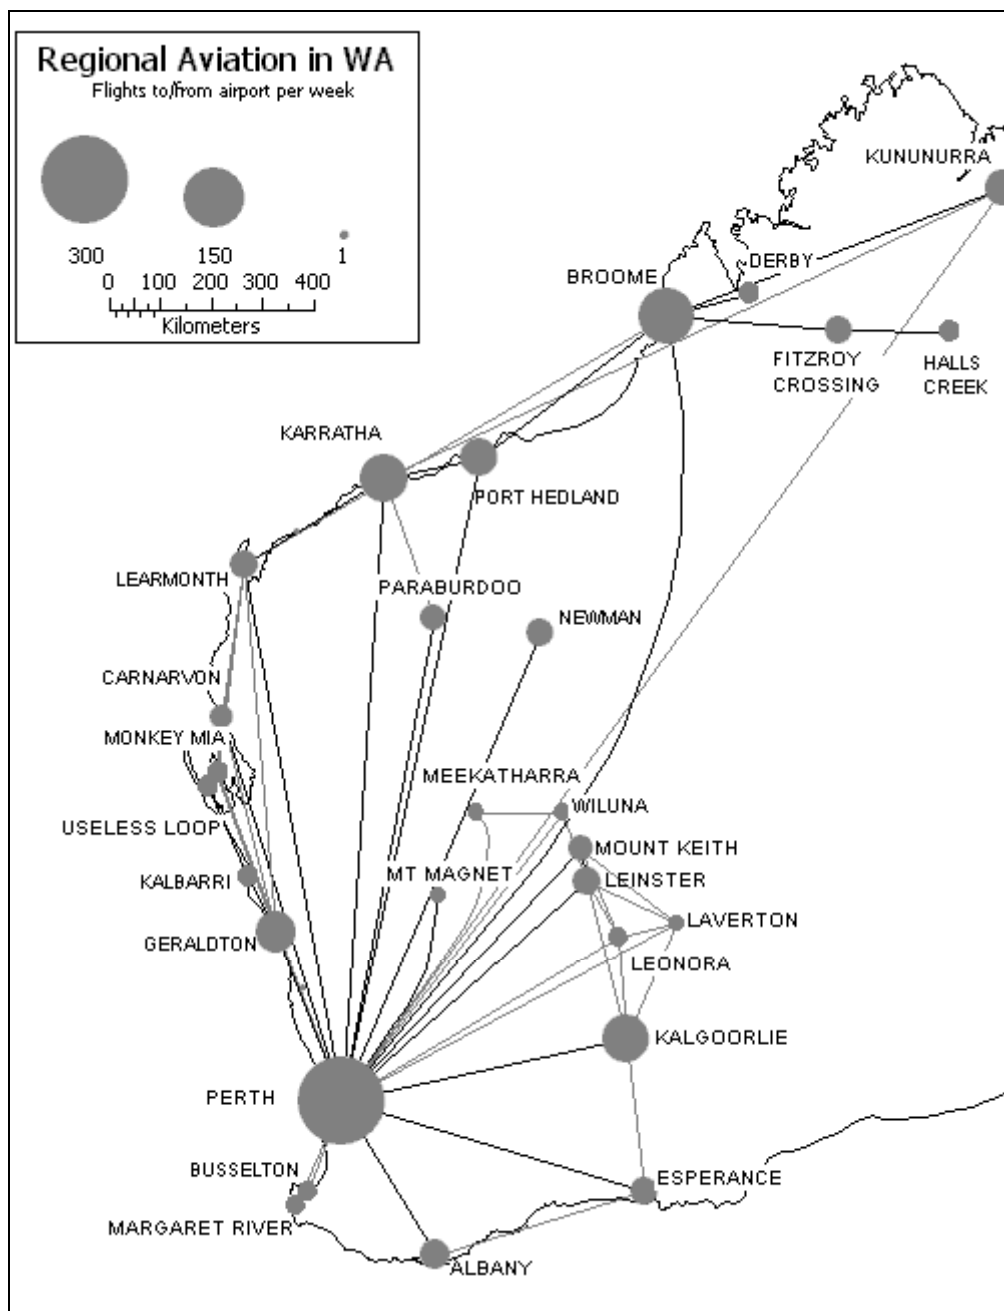 Regional Aviation in WA
Flights to/from airport per week
300 150 1
0 100 200 300 400
Kilometers
KUNUNURRA
DERBY
BROOME
FITZROY
CROSSING
HALLS
CREEK
KARRATHA
PORT HEDLAND
LEARMONTH
PARABURDOO
NEWMAN
CARNARVON
MONKEY MIA
MEEKATHARRA
WILUNA
USELESS LOOP
MOUNT KEITH
MT MAGNET
LEINSTER
KALBARRI
LAVERTON
GERALDTON
LEONORA
KALGOORLIE
PERTH
BUSSELTON
ESPERANCE
MARGARET RIVER
ALBANY